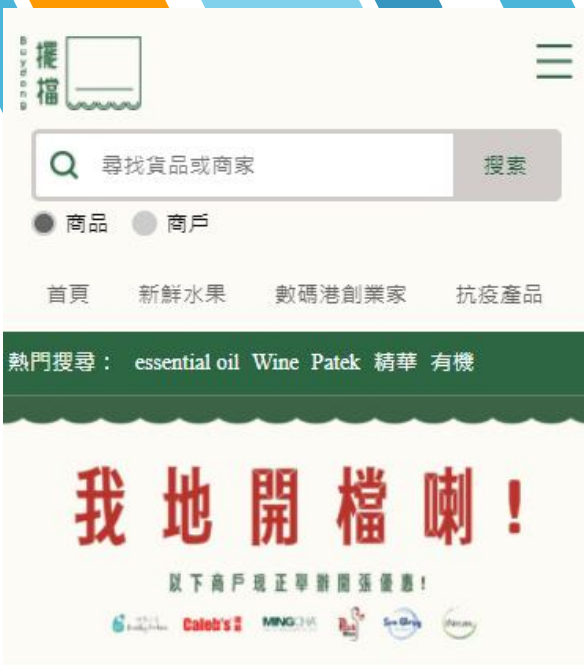 Buydong
擺檔
尋找貨品或商家 搜索
商品 商戶
首頁 新鮮水果 數碼港創業家 抗疫產品
熱門搜尋： essential oil Wine Patek 精華 有機
我地開檔喇！
以下商戶現正舉辦開張優惠！
Caleb's MINGCHA